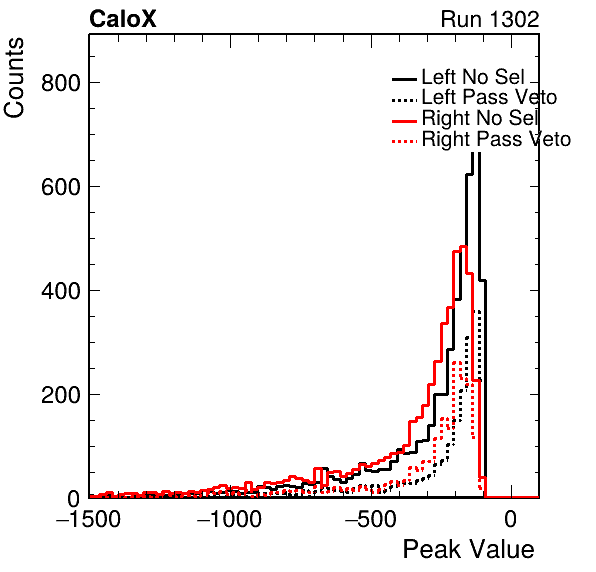 CaloX Run 1302
Counts
800
600
400
200
0
Left No Sel
Left Pass Veto
Right No Sel
Right Pass Veto
−1500 −1000 −500 0
Peak Value